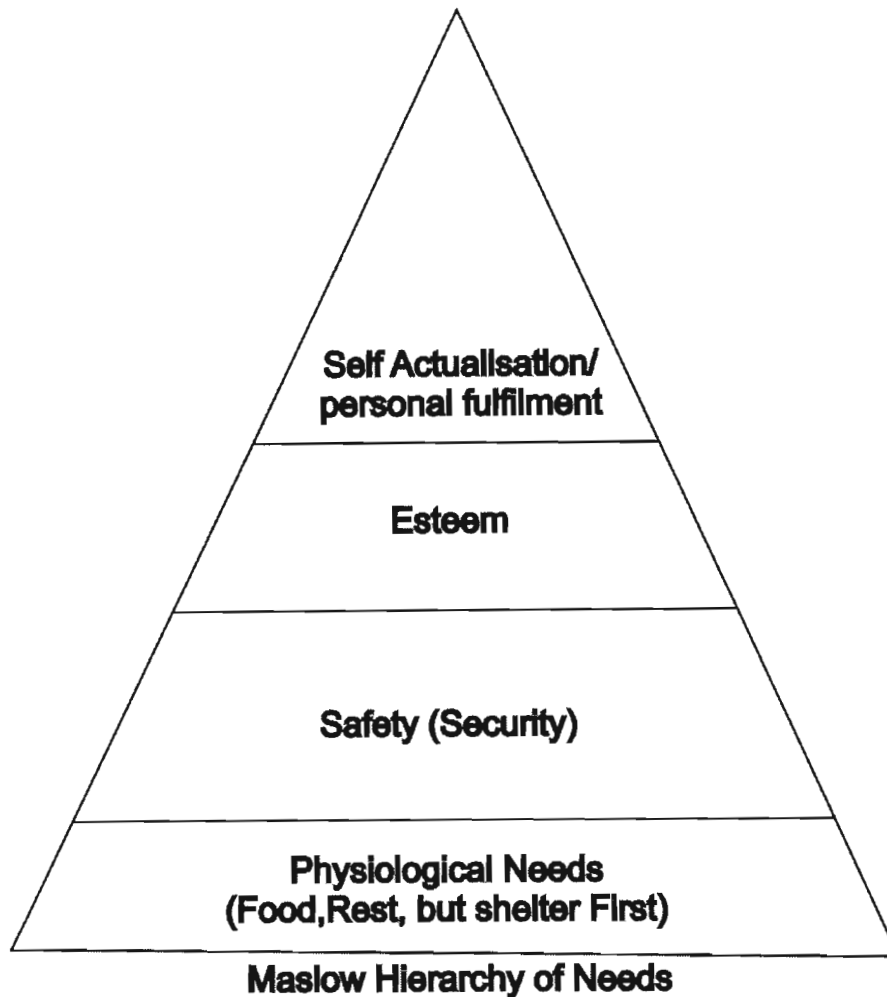 Self Actualisation/
personal fulfilment
Esteem
Safety (Security)
Physiological Needs
(Food,Rest, but shelter First)
Maslow Hierarchy of Needs